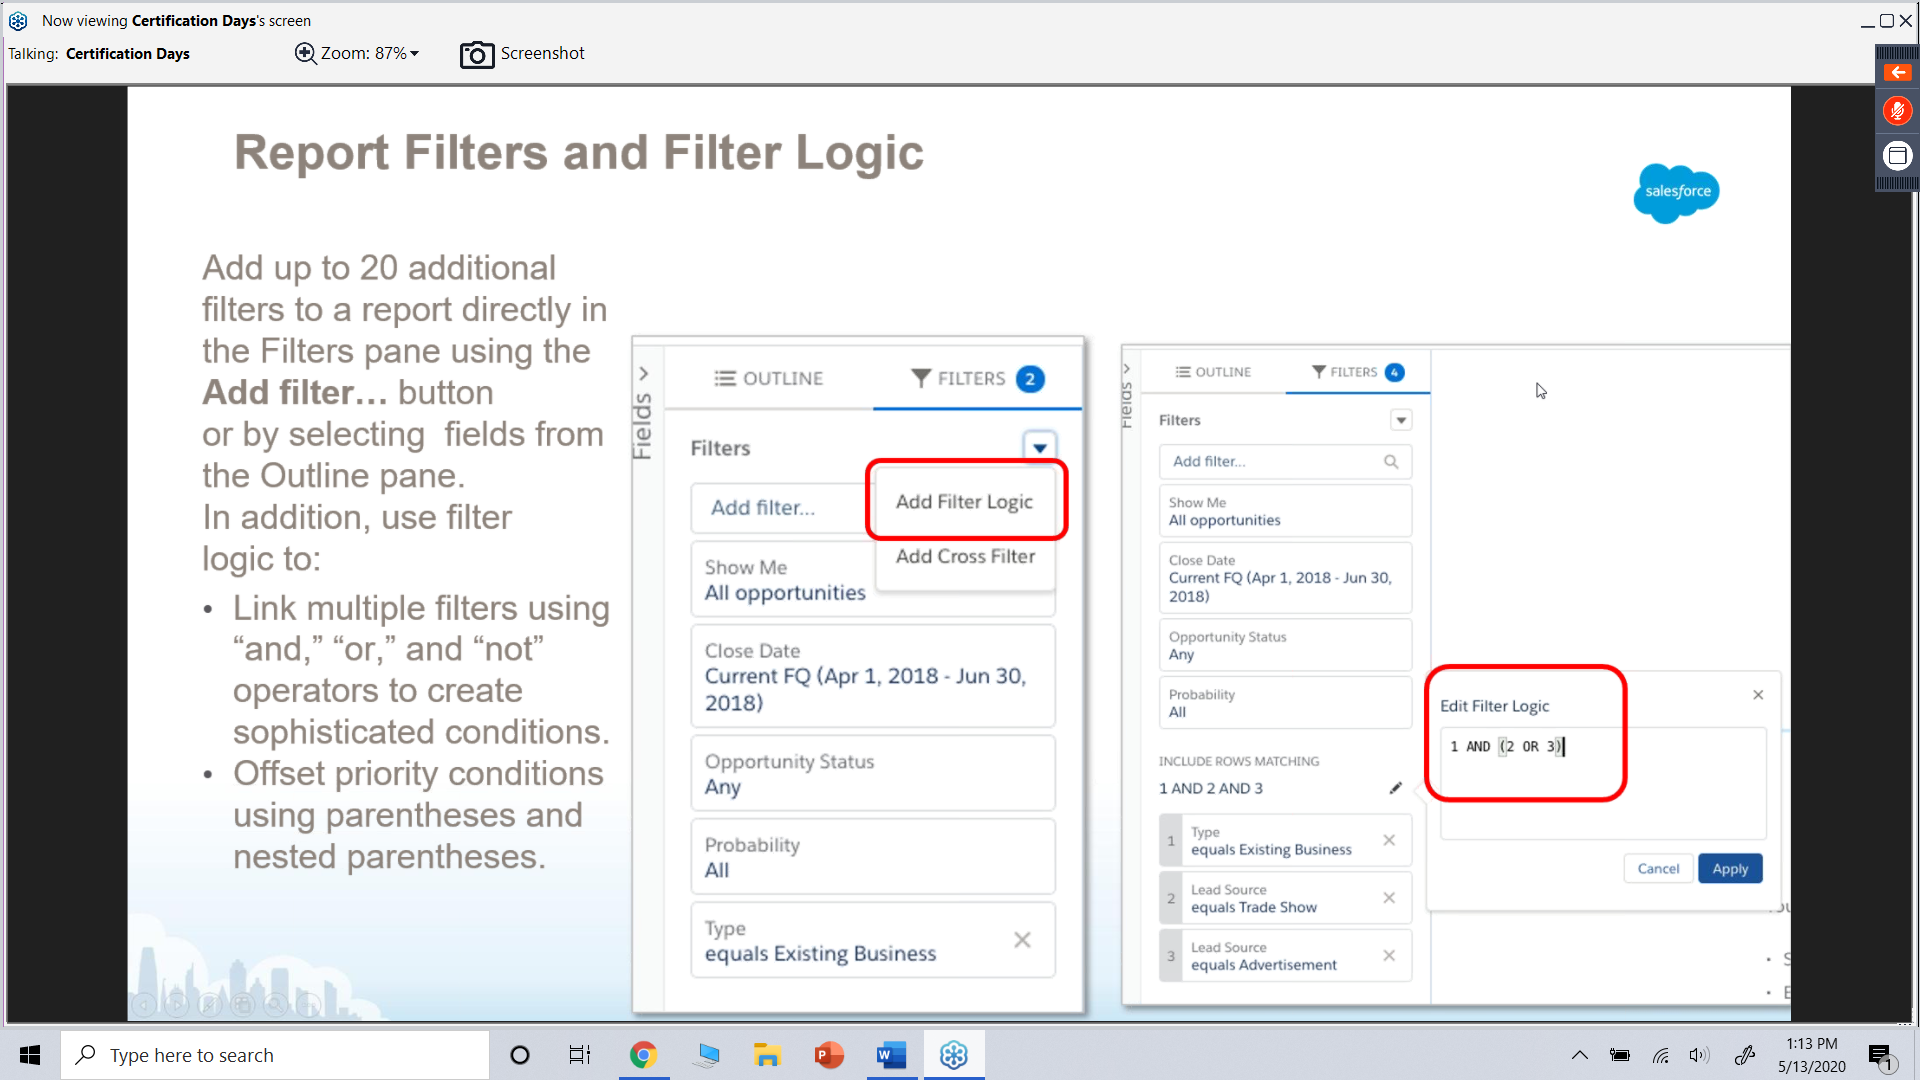 Now viewing Certification Days's screen
Talking: Certification Days
Zoom: 87%
Screenshot
Report Filters and Filter Logic
salesforce
Add up to 20 additional
filters to a report directly in
the Filters pane using the
Add filter… button
or by selecting  fields from
the Outline pane.
In addition, use filter
logic to:
• Link multiple filters using
“and,” “or,” and “not”
operators to create
sophisticated conditions.
• Offset priority conditions
using parentheses and
nested parentheses.
Fields
OUTLINE
FILTERS 2
Filters
Add filter...
Add Filter Logic
Add Cross Filter
Show Me
All opportunities
Close Date
Current FQ (Apr 1, 2018 - Jun 30,
2018)
Opportunity Status
Any
Probability
All
Type
equals Existing Business
Fields
OUTLINE
FILTERS 4
Filters
Add filter...
Show Me
All opportunities
Close Date
Current FQ (Apr 1, 2018 - Jun 30,
2018)
Opportunity Status
Any
Probability
All
INCLUDE ROWS MATCHING
1 AND 2 AND 3
1
Type
equals Existing Business
2
Lead Source
equals Trade Show
3
Lead Source
equals Advertisement
Edit Filter Logic
1 AND (2 OR 3)
Cancel
Apply
Type here to search
1:13 PM
5/13/2020
1